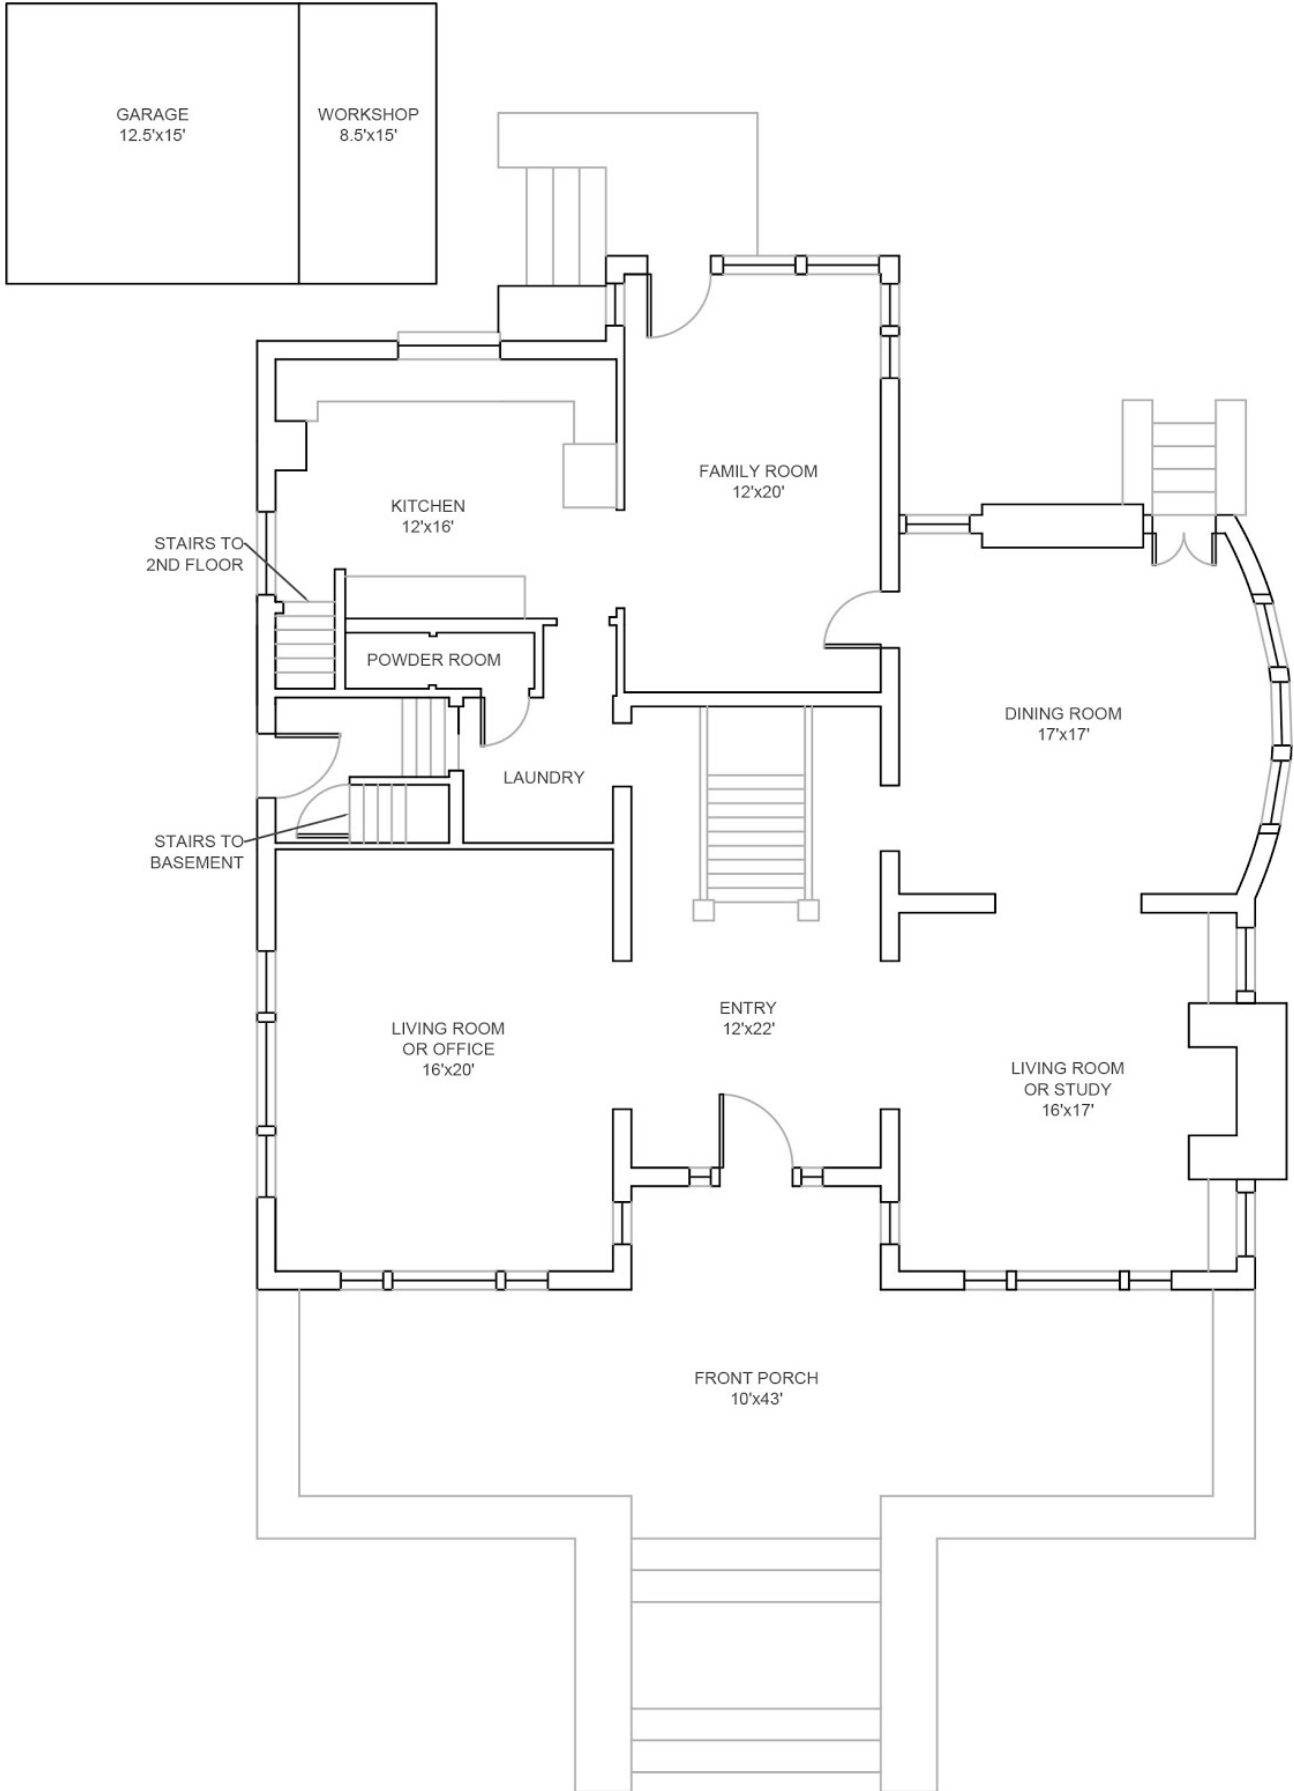 GARAGE
12.5'x15'
WORKSHOP
8.5'x15'
FAMILY ROOM
12'x20'
KITCHEN
12'x16'
STAIRS TO
2ND FLOOR
POWDER ROOM
DINING ROOM
17'x17'
LAUNDRY
STAIRS TO
BASEMENT
ENTRY
12'x22'
LIVING ROOM
OR OFFICE
16'x20'
LIVING ROOM
OR STUDY
16'x17'
FRONT PORCH
10'x43'